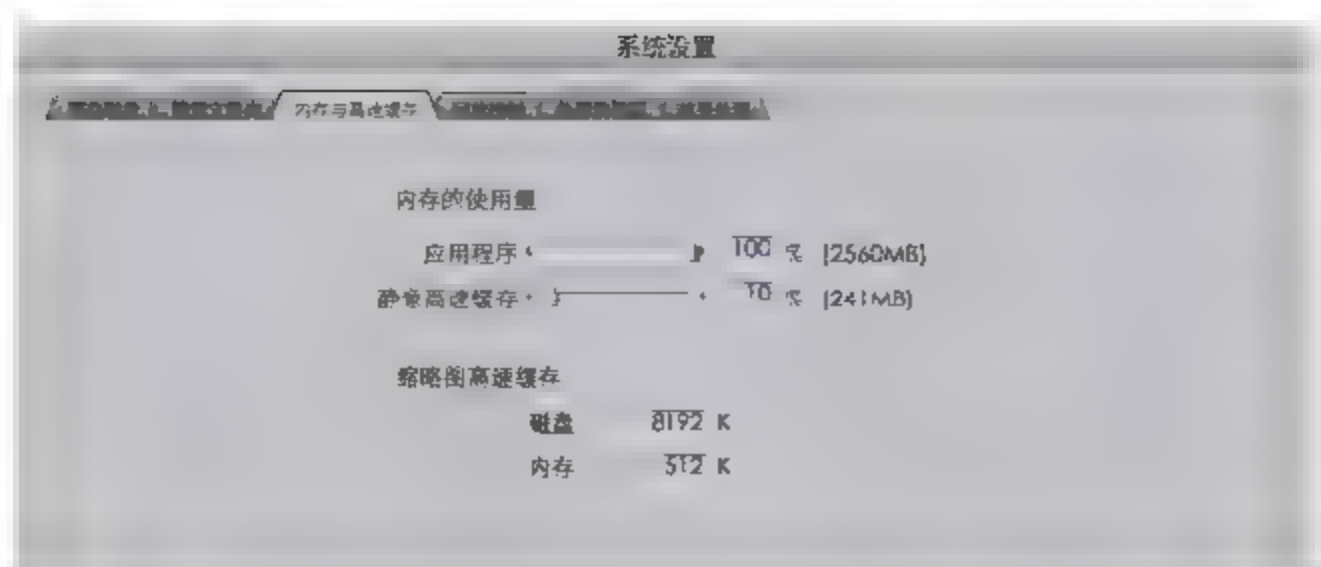 系统设置
内存与高速缓存
内存的使用量
应用程序 100 % (2560MB)
静像高速缓存 10 % (241MB)
缩略图高速缓存
磁盘 8192 K
内存 512 K